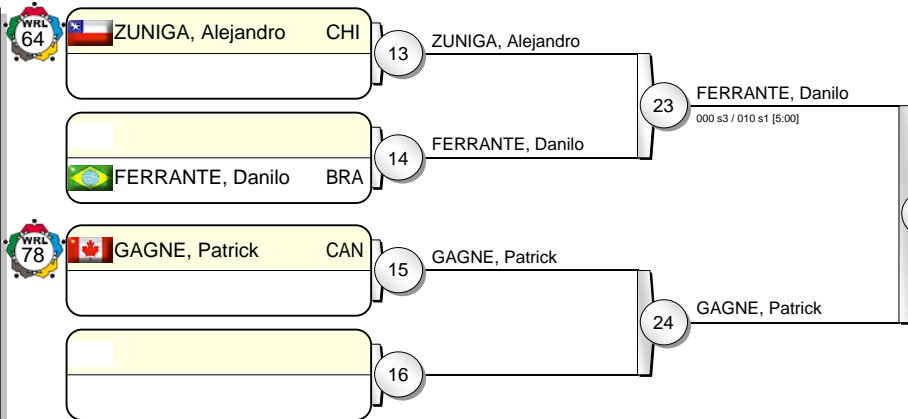 WRL
64
ZUNIGA, Alejandro CHI
13
ZUNIGA, Alejandro
23
FERRANTE, Danilo
000 s3 / 010 s1 [5:00]
14
FERRANTE, Danilo
FERRANTE, Danilo BRA
WRL
78
GAGNE, Patrick CAN
15
GAGNE, Patrick
24
GAGNE, Patrick
16